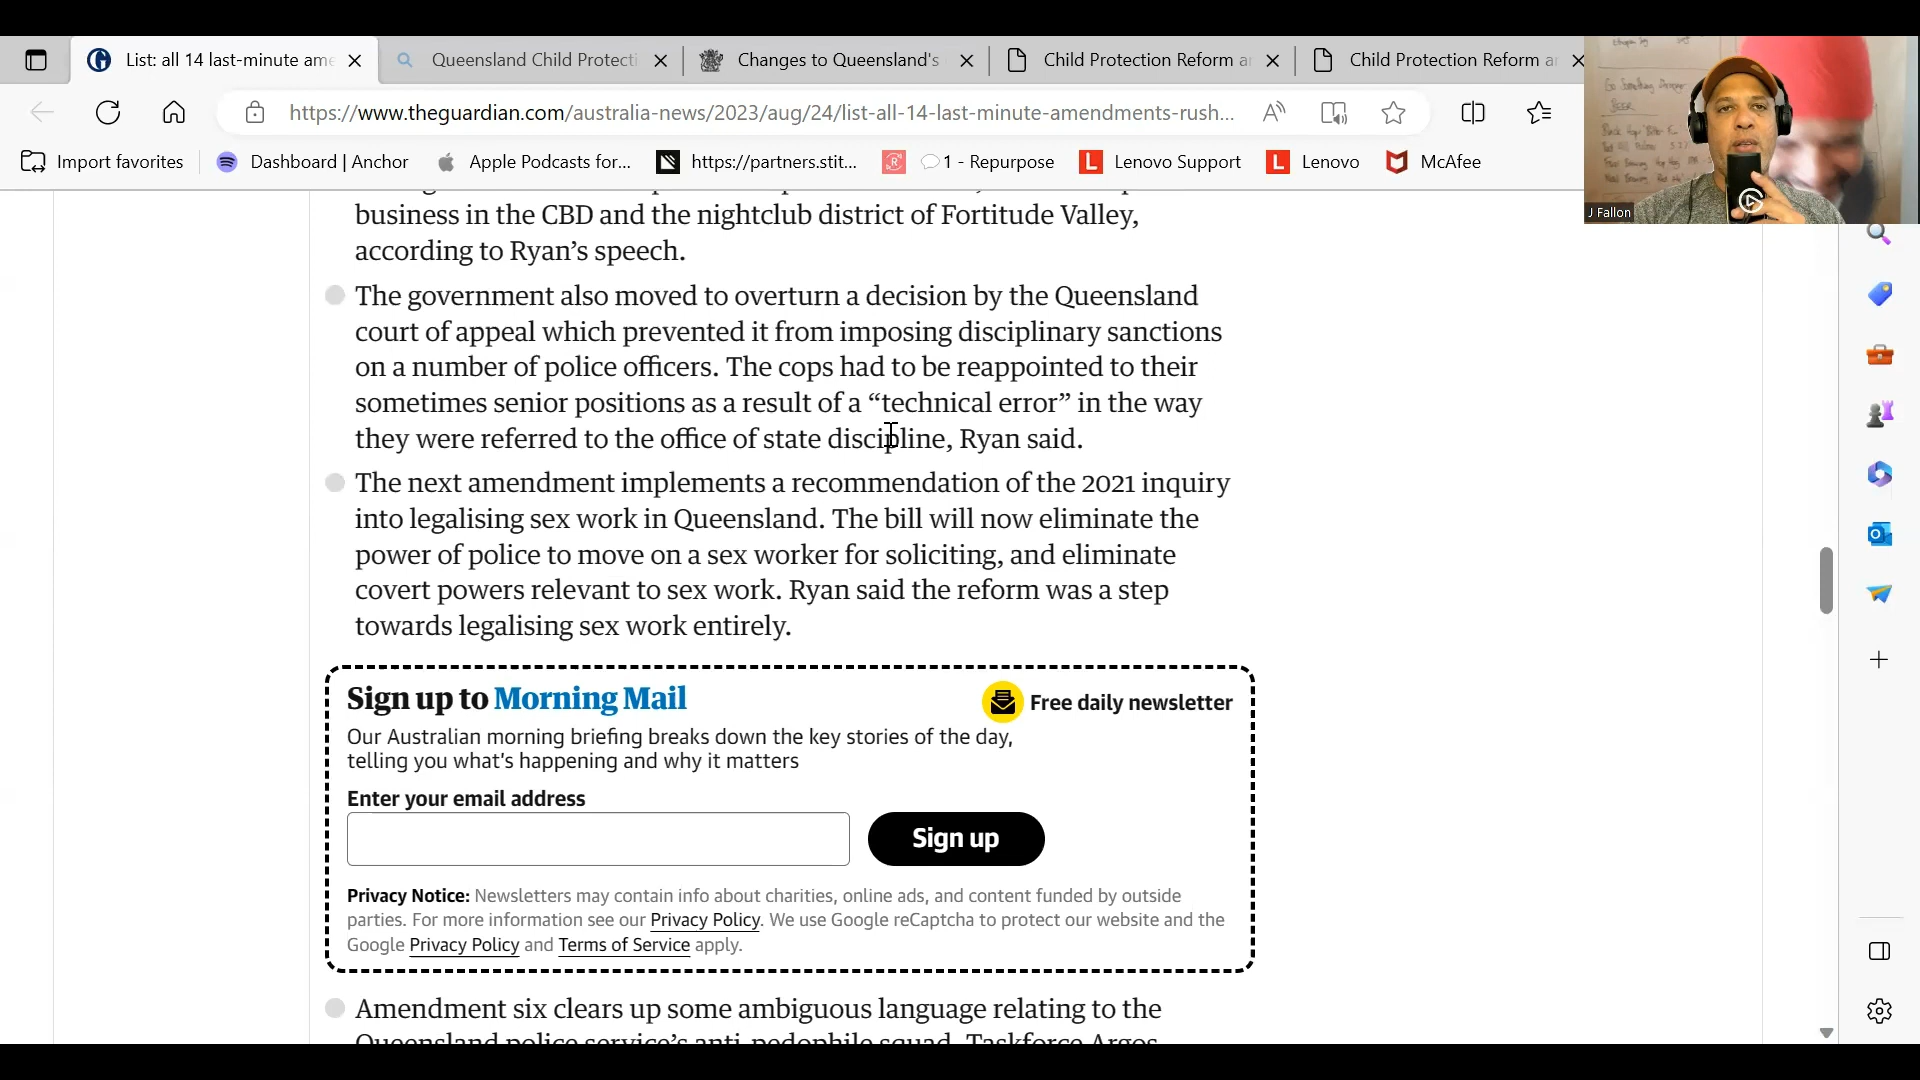 List: all 14 last-minute ame
Queensland Child Protecti
Changes to Queensland's
Child Protection Reform a
Child Protection Reform a
https://www.theguardian.com/australia-news/2023/aug/24/list-all-14-last-minute-amendments-rush...
Import favorites
Dashboard | Anchor
Apple Podcasts for...
https://partners.stit...
1 - Repurpose
Lenovo Support
Lenovo
McAfee
J Fallon
business in the CBD and the nightclub district of Fortitude Valley,
according to Ryan’s speech.
The government also moved to overturn a decision by the Queensland
court of appeal which prevented it from imposing disciplinary sanctions
on a number of police officers. The cops had to be reappointed to their
sometimes senior positions as a result of a “technical error” in the way
they were referred to the office of state discipline, Ryan said.
The next amendment implements a recommendation of the 2021 inquiry
into legalising sex work in Queensland. The bill will now eliminate the
power of police to move on a sex worker for soliciting, and eliminate
covert powers relevant to sex work. Ryan said the reform was a step
towards legalising sex work entirely.
Sign up to Morning Mail
Free daily newsletter
Our Australian morning briefing breaks down the key stories of the day,
telling you what's happening and why it matters
Enter your email address
Sign up
Privacy Notice: Newsletters may contain info about charities, online ads, and content funded by outside
parties. For more information see our Privacy Policy. We use Google reCaptcha to protect our website and the
Google Privacy Policy and Terms of Service apply.
Amendment six clears up some ambiguous language relating to the
Queensland police service’s anti-pedophile squad, Taskforce Argos